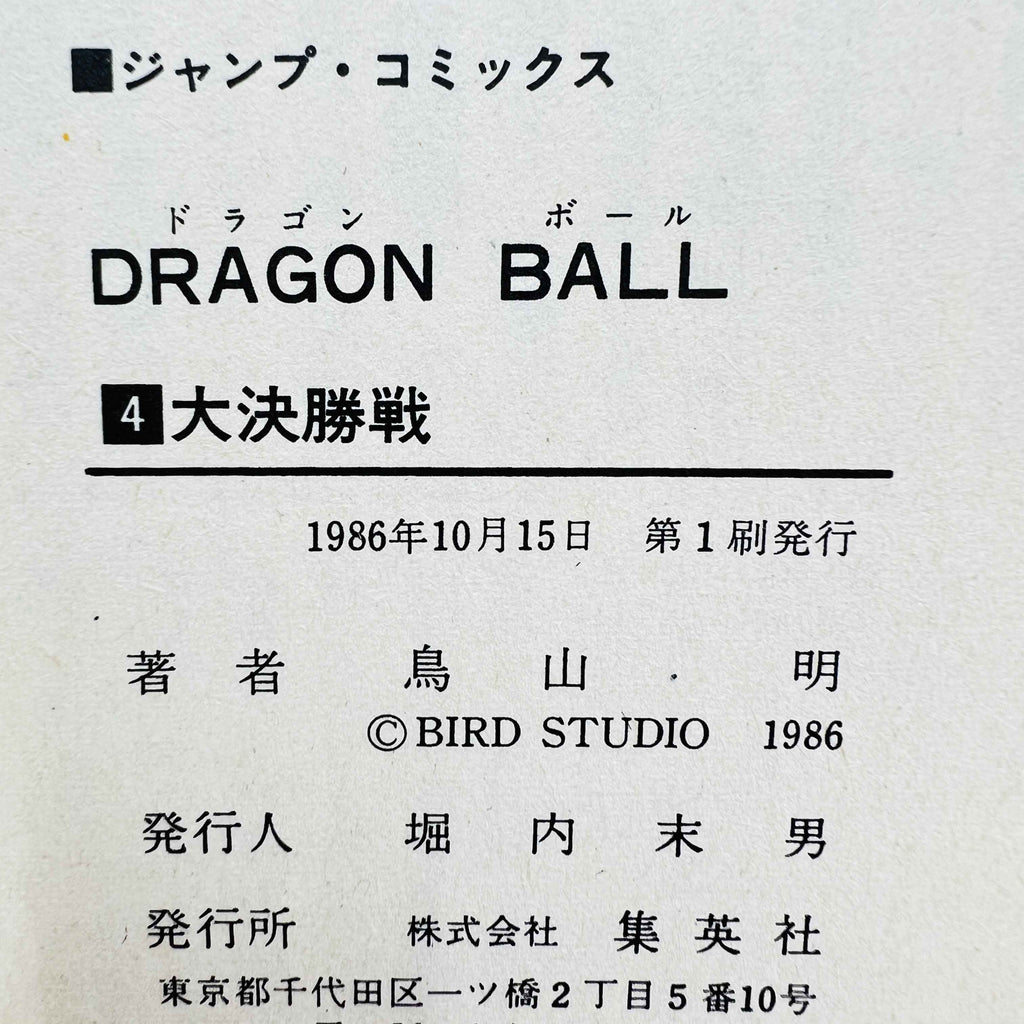 ■ジャンプ・コミックス
ドラゴン ボール
DRAGON BALL
4 大決勝戦
1986年10月15日 第1刷発行
著者 鳥山 明
©BIRD STUDIO 1986
発行人 堀内末男
発行所 株式会社 集英社
東京都千代田区一ツ橋2丁目5番10号